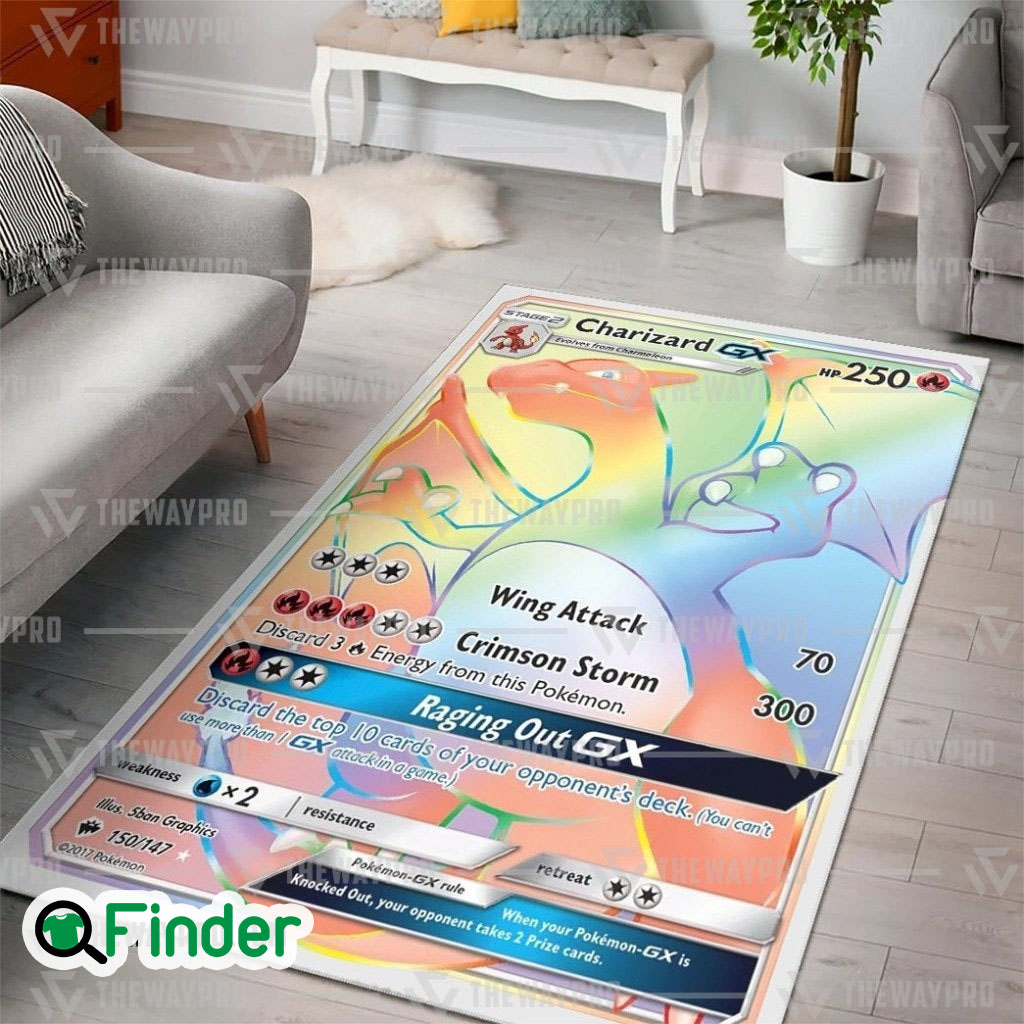 THEWAYPRO
STAGE 2
Charizard GX
Evolves from Charmeleon
HP 250
Wing Attack
70
Crimson Storm
300
Discard 3 Energy from this Pokémon.
Raging Out GX
Discard the top 10 cards of your opponent's deck. (You can't
use more than 1 GX attack in a game.)
weakness
×2
resistance
retreat
Illus. 5ban Graphics
150/147
©2017 Pokémon
Pokémon-GX rule
When your Pokémon-GX is
Knocked Out, your opponent takes 2 Prize cards.
Finder